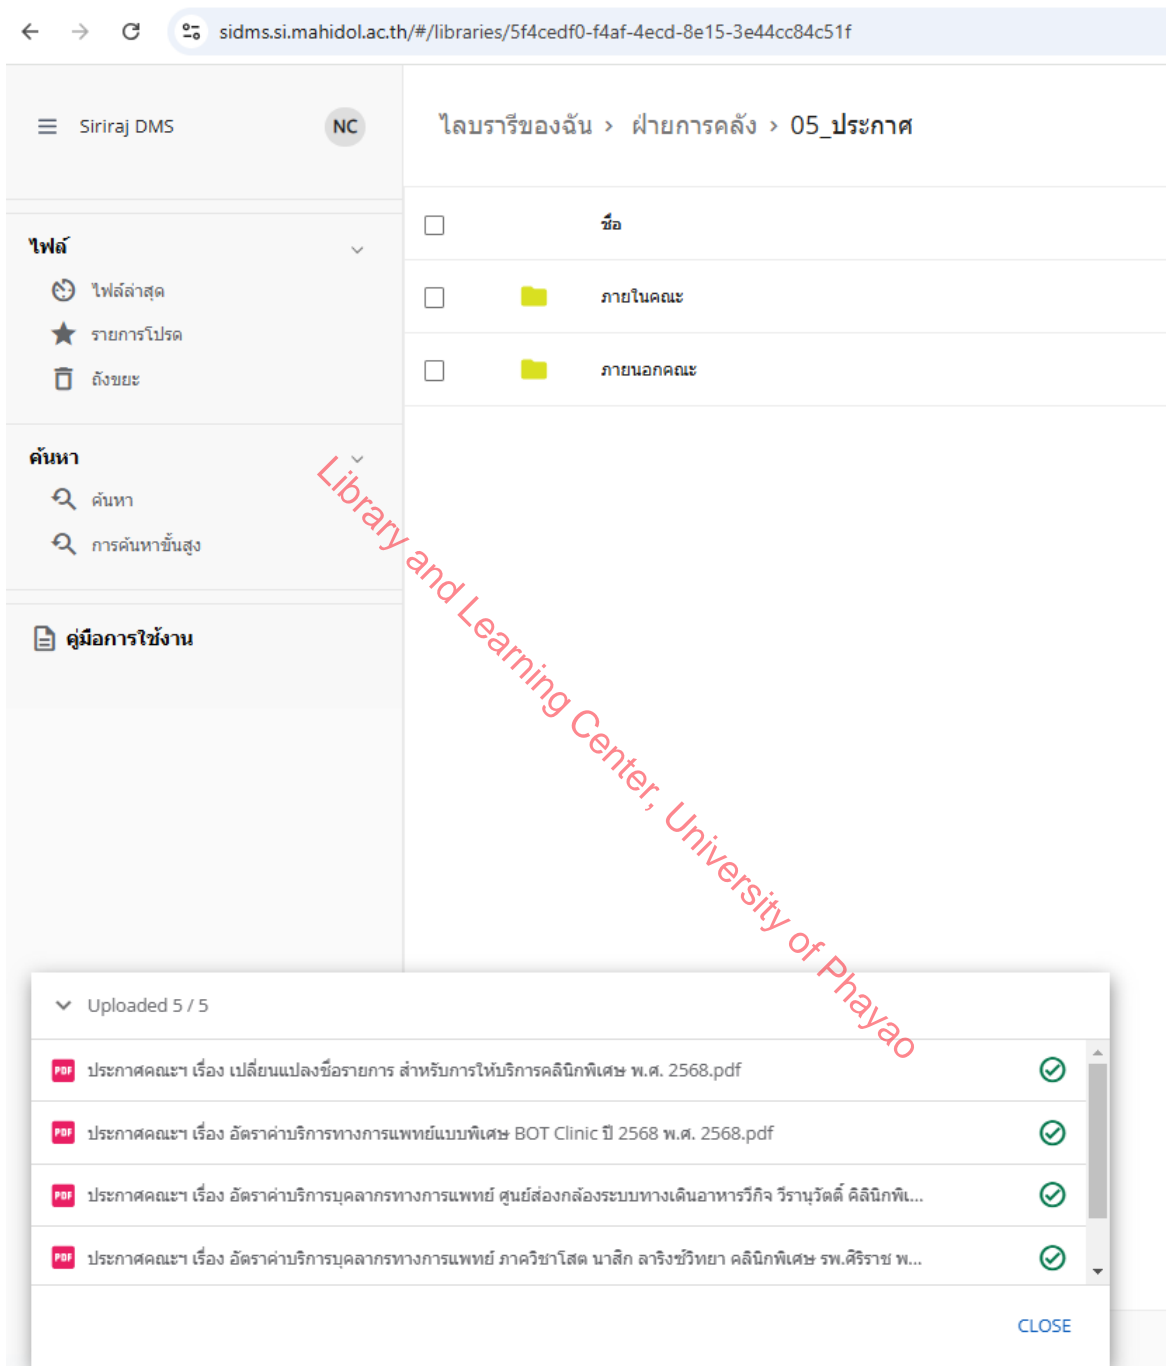 sidms.si.mahidol.ac.th/#/libraries/5f4cedf0-f4af-4ecd-8e15-3e44cc84c51f
Siriraj DMS
NC
ไลบรารีของฉัน › ฝ่ายการคลัง › 05_ประกาศ
ชื่อ
ไฟล์
ไฟล์ล่าสุด
ภายในคณะ
รายการโปรด
ภายนอกคณะ
ถังขยะ
ค้นหา
ค้นหา
การค้นหาขั้นสูง
คู่มือการใช้งาน
Library and Learning Center, University of Phayao
Uploaded 5 / 5
PDF ประกาศคณะฯ เรื่อง เปลี่ยนแปลงชื่อรายการ สำหรับการให้บริการคลินิกพิเศษ พ.ศ. 2568.pdf
PDF ประกาศคณะฯ เรื่อง อัตราค่าบริการทางการแพทย์แบบพิเศษ BOT Clinic ปี 2568 พ.ศ. 2568.pdf
PDF ประกาศคณะฯ เรื่อง อัตราค่าบริการบุคลากรทางการแพทย์ ศูนย์ส่องกล้องระบบทางเดินอาหารวีกิจ วีรานุวัตติ์ คิลินิกพิเ...
PDF ประกาศคณะฯ เรื่อง อัตราค่าบริการบุคลากรทางการแพทย์ ภาควิชาโสต นาสิก ลาริงซ์วิทยา คลินิกพิเศษ รพ.ศิริราช พ...
CLOSE